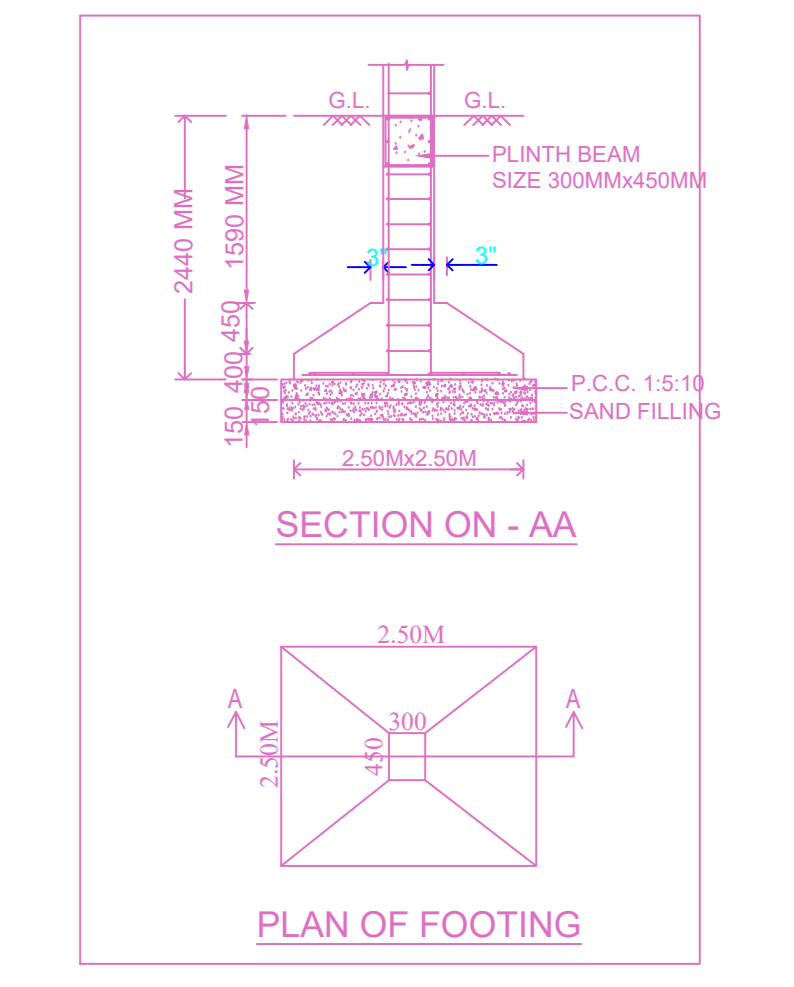 G.L.
G.L.
PLINTH BEAM
SIZE 300MMx450MM
2440 MM
1590 MM
3"
3"
450
400
150
150
P.C.C. 1:5:10
SAND FILLING
2.50Mx2.50M
SECTION ON - AA
2.50M
A
A
300
450
2.50M
PLAN OF FOOTING